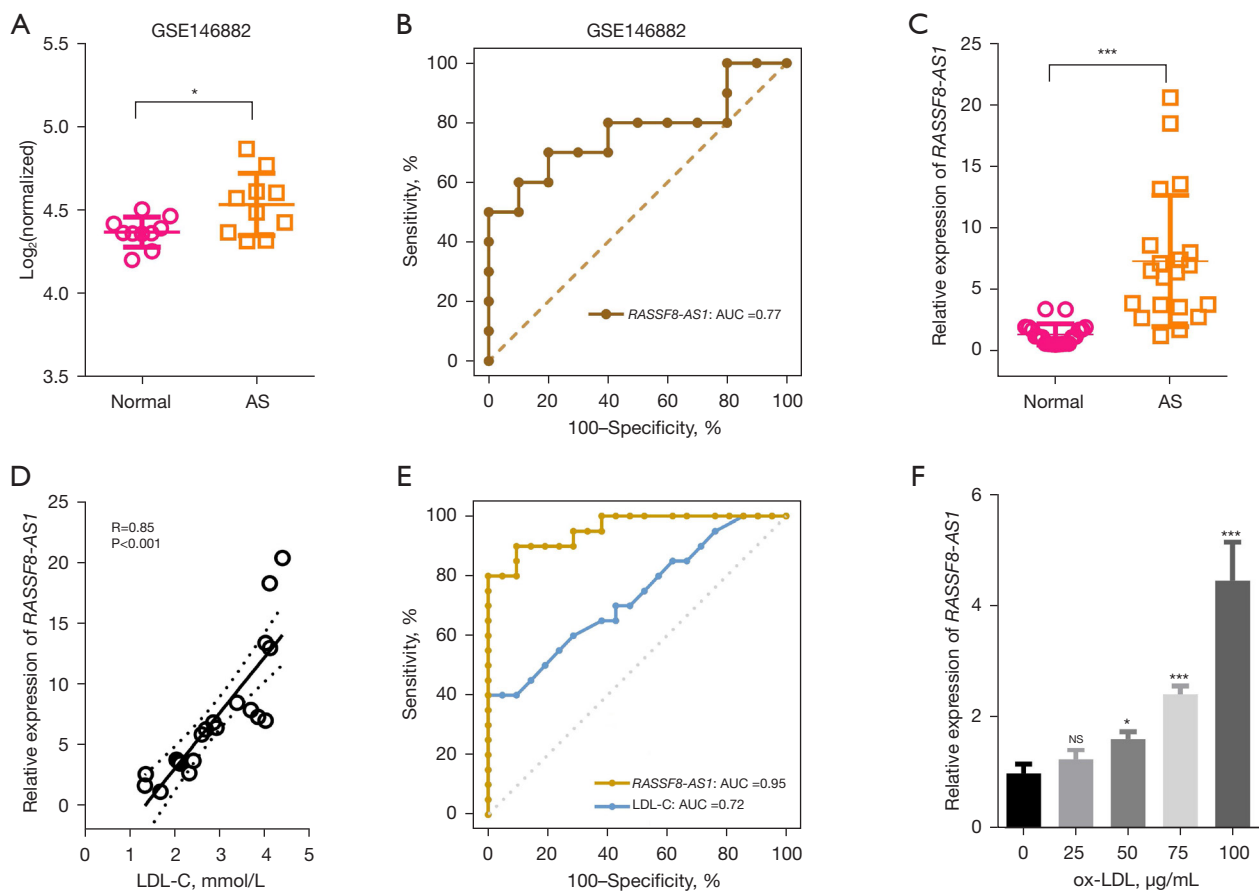 A
GSE146882
5.5
5.0
4.5
4.0
3.5
Log₂(normalized)
*
Normal
AS
B
GSE146882
100
80
60
40
20
0
Sensitivity, %
RASSF8-AS1: AUC =0.77
0
20
40
60
80
100
100–Specificity, %
C
25
20
15
10
5
0
Relative expression of RASSF8-AS1
***
Normal
AS
D
25
20
15
10
5
0
Relative expression of RASSF8-AS1
R=0.85
P<0.001
0
1
2
3
4
5
LDL-C, mmol/L
E
100
80
60
40
20
0
Sensitivity, %
RASSF8-AS1: AUC =0.95
LDL-C: AUC =0.72
0
20
40
60
80
100
100–Specificity, %
F
6
4
2
0
Relative expression of RASSF8-AS1
NS
*
***
***
0
25
50
75
100
ox-LDL, μg/mL